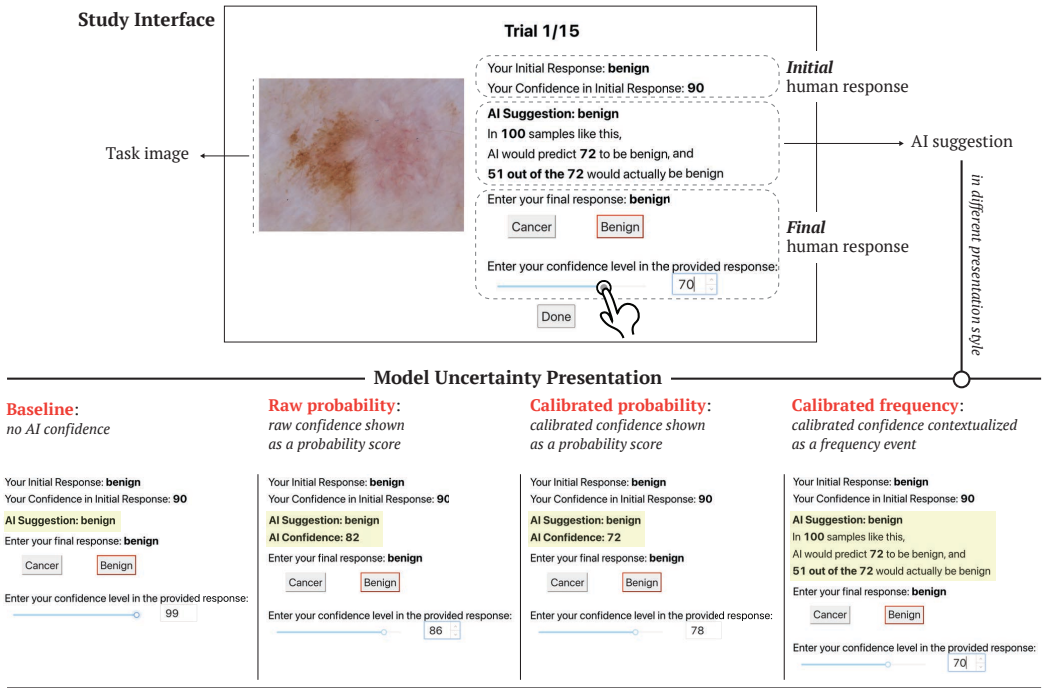 Study Interface
Trial 1/15
Your Initial Response: benign
Your Confidence in Initial Response: 90
Initial
human response
AI Suggestion: benign
In 100 samples like this,
AI would predict 72 to be benign, and
51 out of the 72 would actually be benign
Task image
AI suggestion
in different presentation style
Enter your final response: benign
Cancer
Benign
Final
human response
Enter your confidence level in the provided response:
70
Done
Model Uncertainty Presentation
Baseline:
no AI confidence
Your Initial Response: benign
Your Confidence in Initial Response: 90
AI Suggestion: benign
Enter your final response: benign
Cancer
Benign
Enter your confidence level in the provided response:
99
Raw probability:
raw confidence shown
as a probability score
Your Initial Response: benign
Your Confidence in Initial Response: 90
AI Suggestion: benign
AI Confidence: 82
Enter your final response: benign
Cancer
Benign
Enter your confidence level in the provided response:
86
Calibrated probability:
calibrated confidence shown
as a probability score
Your Initial Response: benign
Your Confidence in Initial Response: 90
AI Suggestion: benign
AI Confidence: 72
Enter your final response: benign
Cancer
Benign
Enter your confidence level in the provided response:
78
Calibrated frequency:
calibrated confidence contextualized
as a frequency event
Your Initial Response: benign
Your Confidence in Initial Response: 90
AI Suggestion: benign
In 100 samples like this,
AI would predict 72 to be benign, and
51 out of the 72 would actually be benign
Enter your final response: benign
Cancer
Benign
Enter your confidence level in the provided response:
70